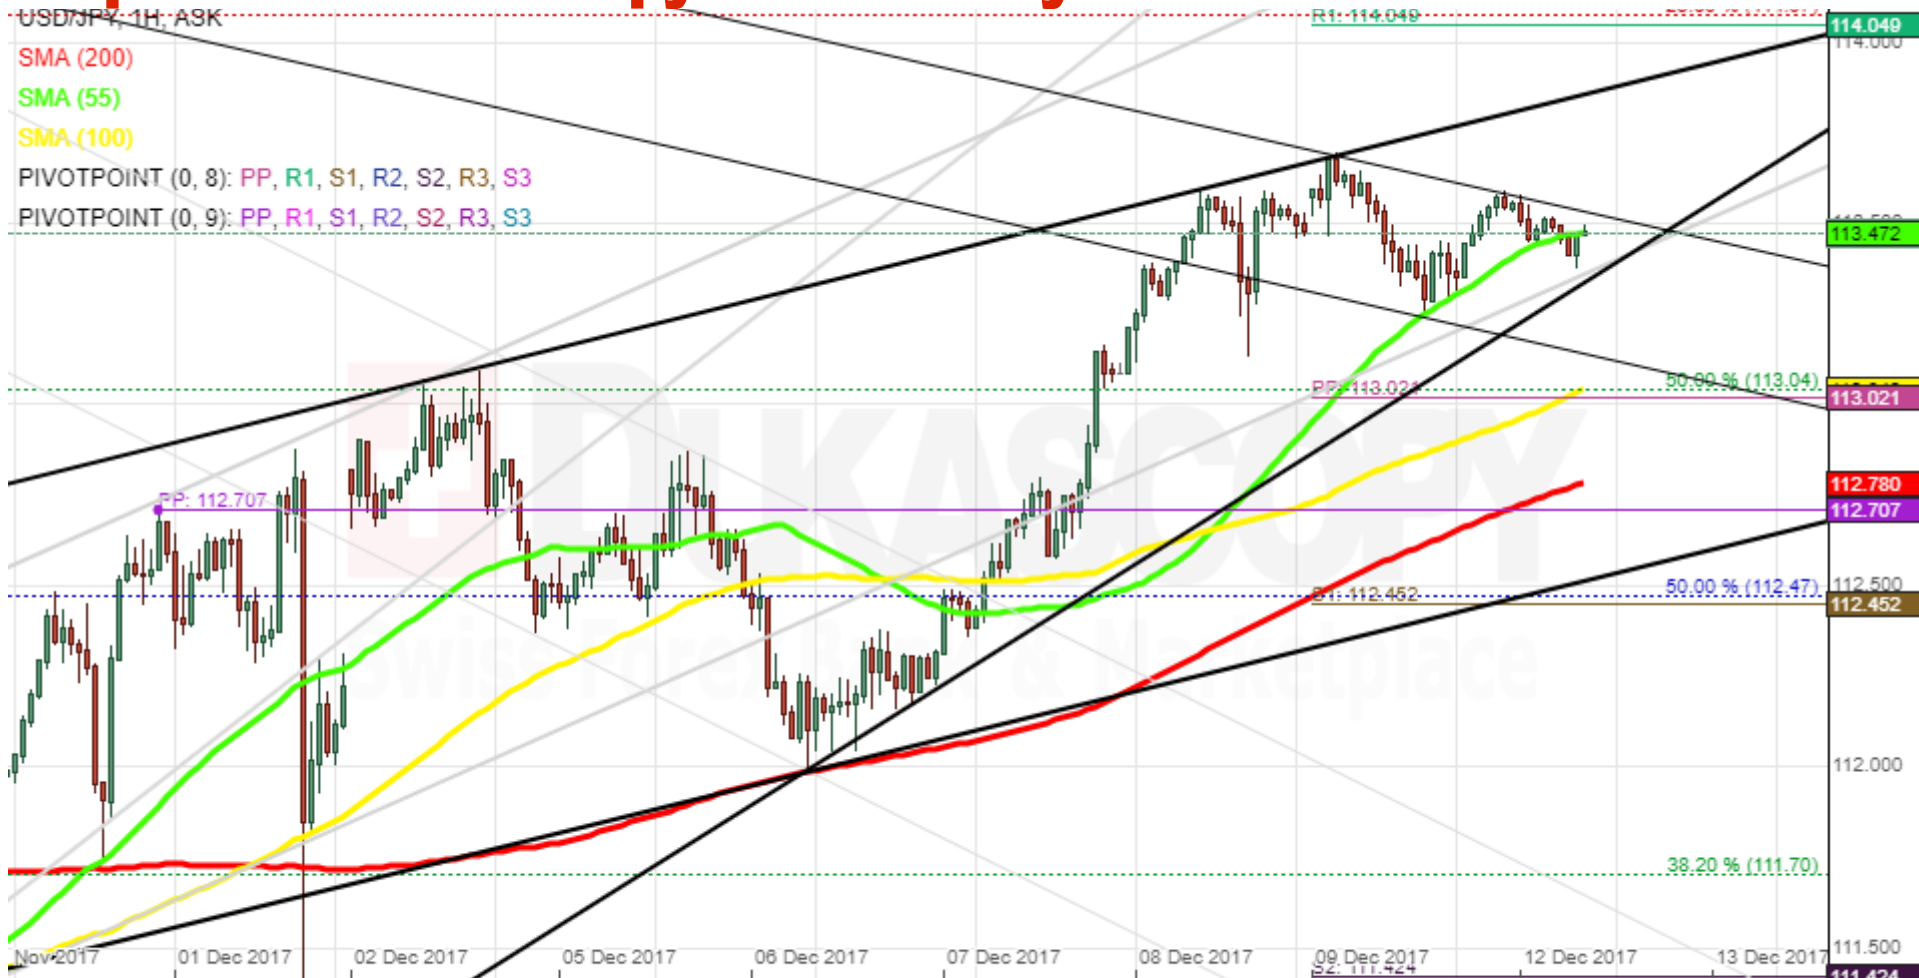 USD/JPY, 1H, ASK
SMA (200)
SMA (55)
SMA (100)
PIVOTPOINT (0, 8): PP, R1, S1, R2, S2, R3, S3
PIVOTPOINT (0, 9): PP, R1, S1, R2, S2, R3, S3
R1: 114.049
114.049
114.000
113.472
50.00 % (113.04)
PP: 113.021
113.021
DUKASCOPY
112.780
PP: 112.707
112.707
112.500
50.00 % (112.47)
S1: 112.452
112.452
Swiss Forex Bank & Marketplace
112.000
38.20 % (111.70)
111.500
Nov 2017 01 Dec 2017 02 Dec 2017 05 Dec 2017 06 Dec 2017 07 Dec 2017 08 Dec 2017 09 Dec 2017 12 Dec 2017 13 Dec 2017
S2: 111.424
111.424